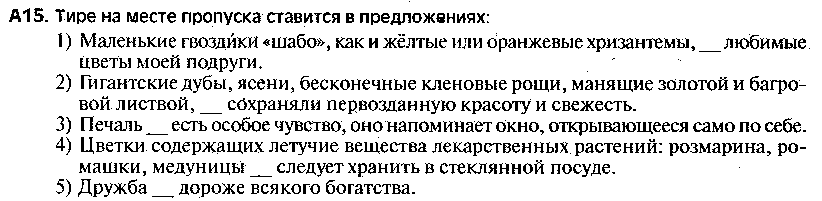 А15. Тире на месте пропуска ставится в предложениях:
1) Маленькие гвозди́ки «шабо», как и жёлтые или оранжевые хризантемы, __ любимые
цветы моей подруги.
2) Гигантские дубы, ясени, бесконечные кленовые рощи, манящие золотой и багро-
вой листвой, __ сохраняли первозданную красоту и свежесть.
3) Печаль __ есть особое чувство, оно напоминает окно, открывающееся само по себе.
4) Цветки содержащих летучие вещества лекарственных растений: розмарина, ро-
машки, медуницы __ следует хранить в стеклянной посуде.
5) Дружба __ дороже всякого богатства.